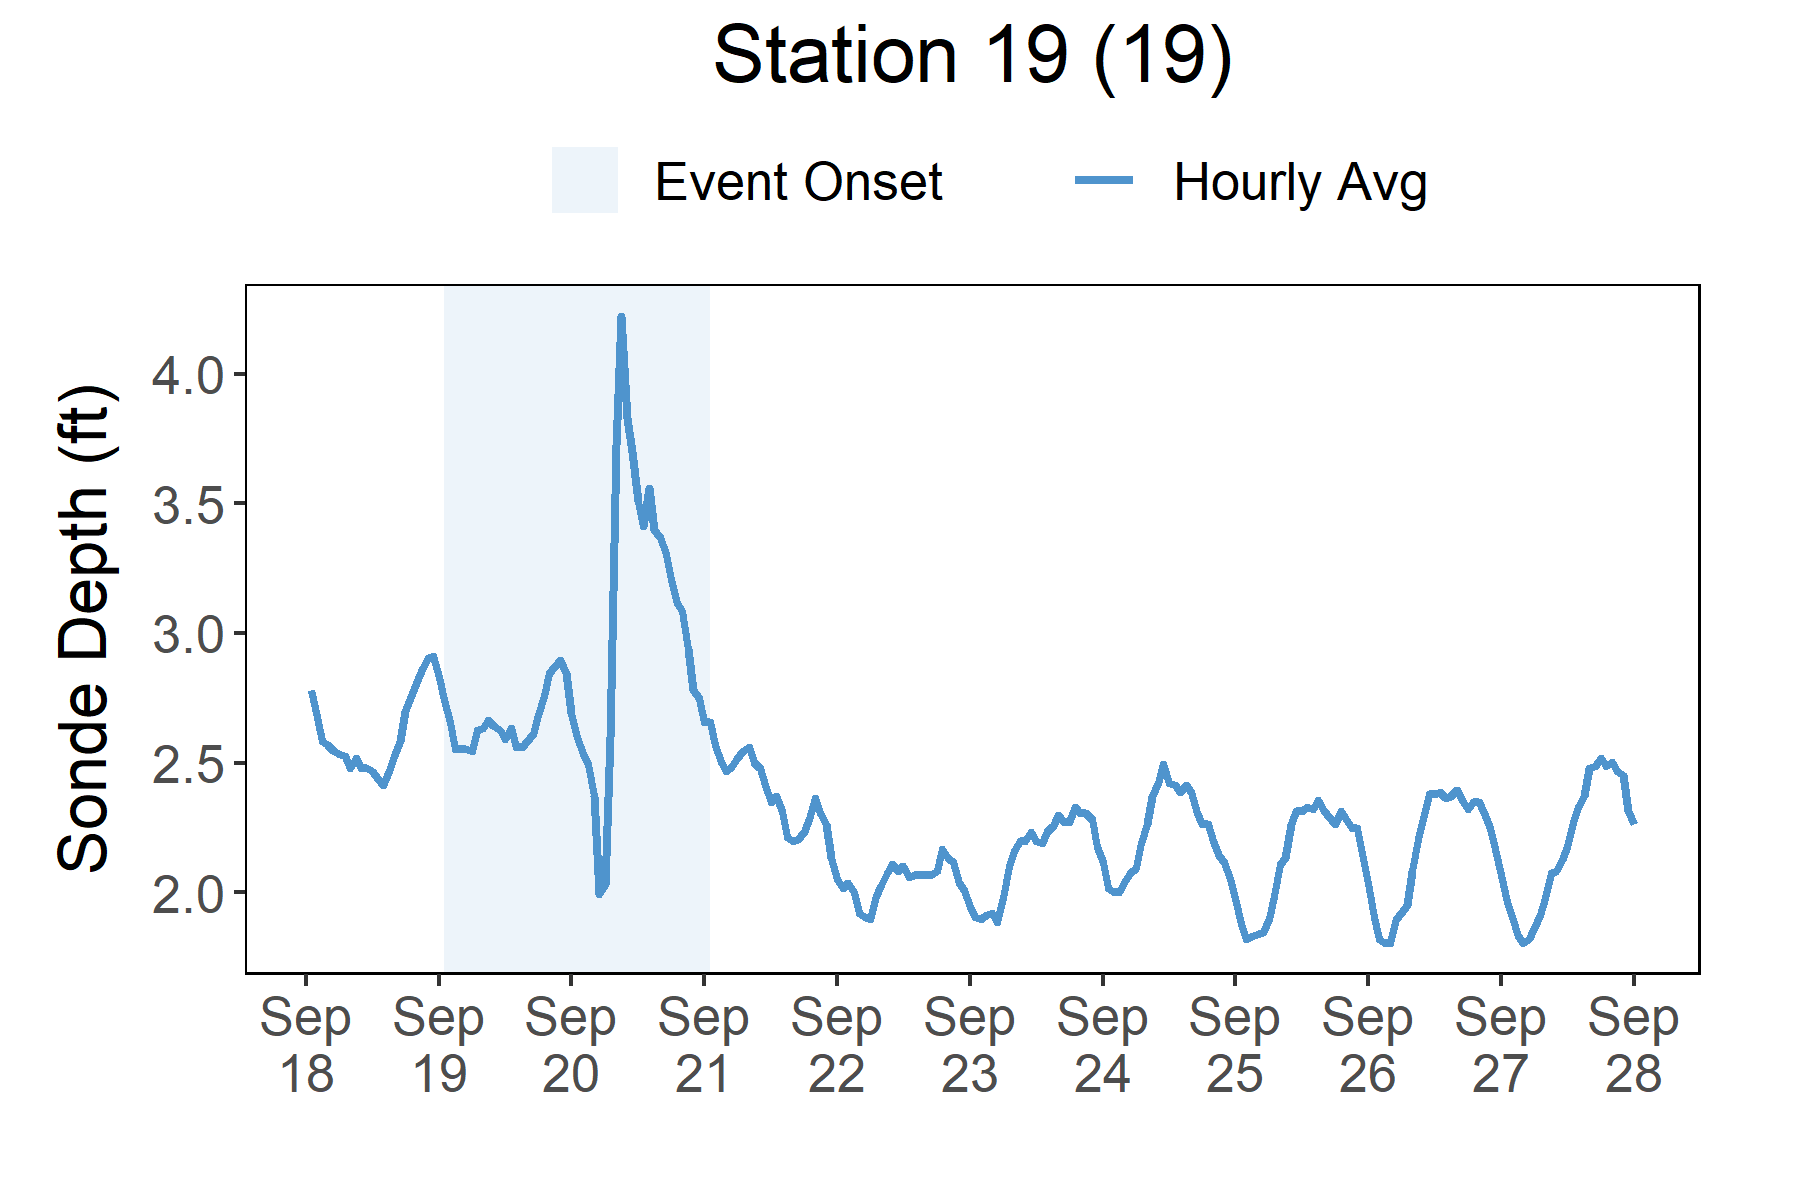 Station 19 (19)
Event Onset Hourly Avg
Sonde Depth (ft)
4.0
3.5
3.0
2.5
2.0
Sep Sep Sep Sep Sep Sep Sep Sep Sep Sep Sep
18 19 20 21 22 23 24 25 26 27 28